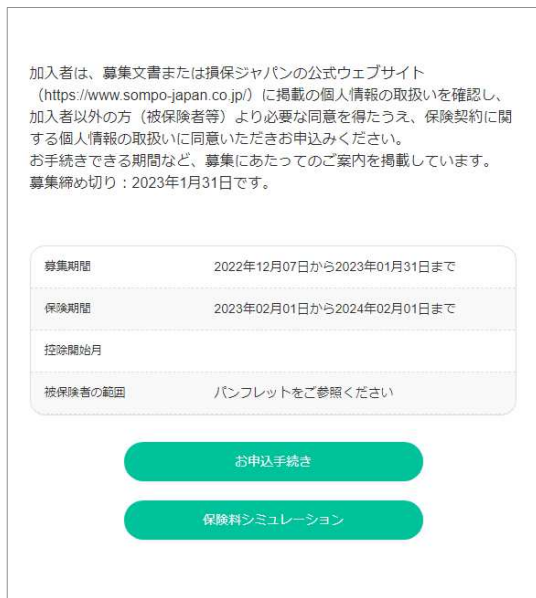 加入者は、募集文書または損保ジャパンの公式ウェブサイト
（https://www.sompo-japan.co.jp/）に掲載の個人情報の取扱いを確認し、
加入者以外の方（被保険者等）より必要な同意を得たうえ、保険契約に関
する個人情報の取扱いに同意いただきお申込みください。
お手続きできる期間など、募集にあたってのご案内を掲載しています。
募集締め切り：2023年1月31日です。
募集期間 2022年12月07日から2023年01月31日まで
保険期間 2023年02月01日から2024年02月01日まで
控除開始月
被保険者の範囲 パンフレットをご参照ください
お申込手続き
保険料シミュレーション